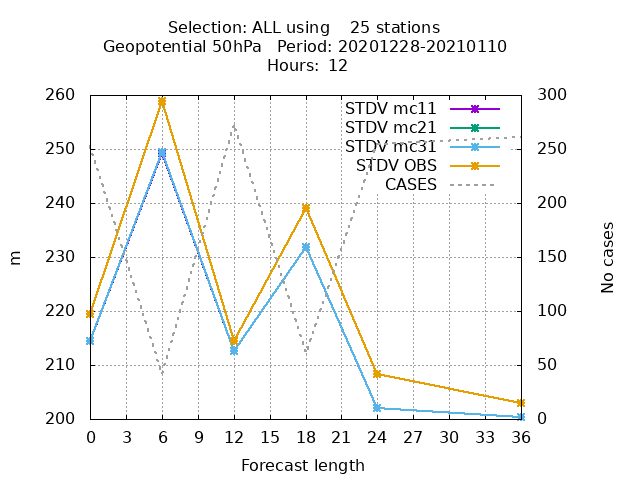 Selection: ALL using    25 stations
Geopotential 50hPa   Period: 20201228-20210110
Hours: 12
260
250
240
230
220
210
200
m
STDV mc11
STDV mc21
STDV mc31
STDV OBS
CASES
300
250
200
150
100
50
0
No cases
0 3 6 9 12 15 18 21 24 27 30 33 36
Forecast length